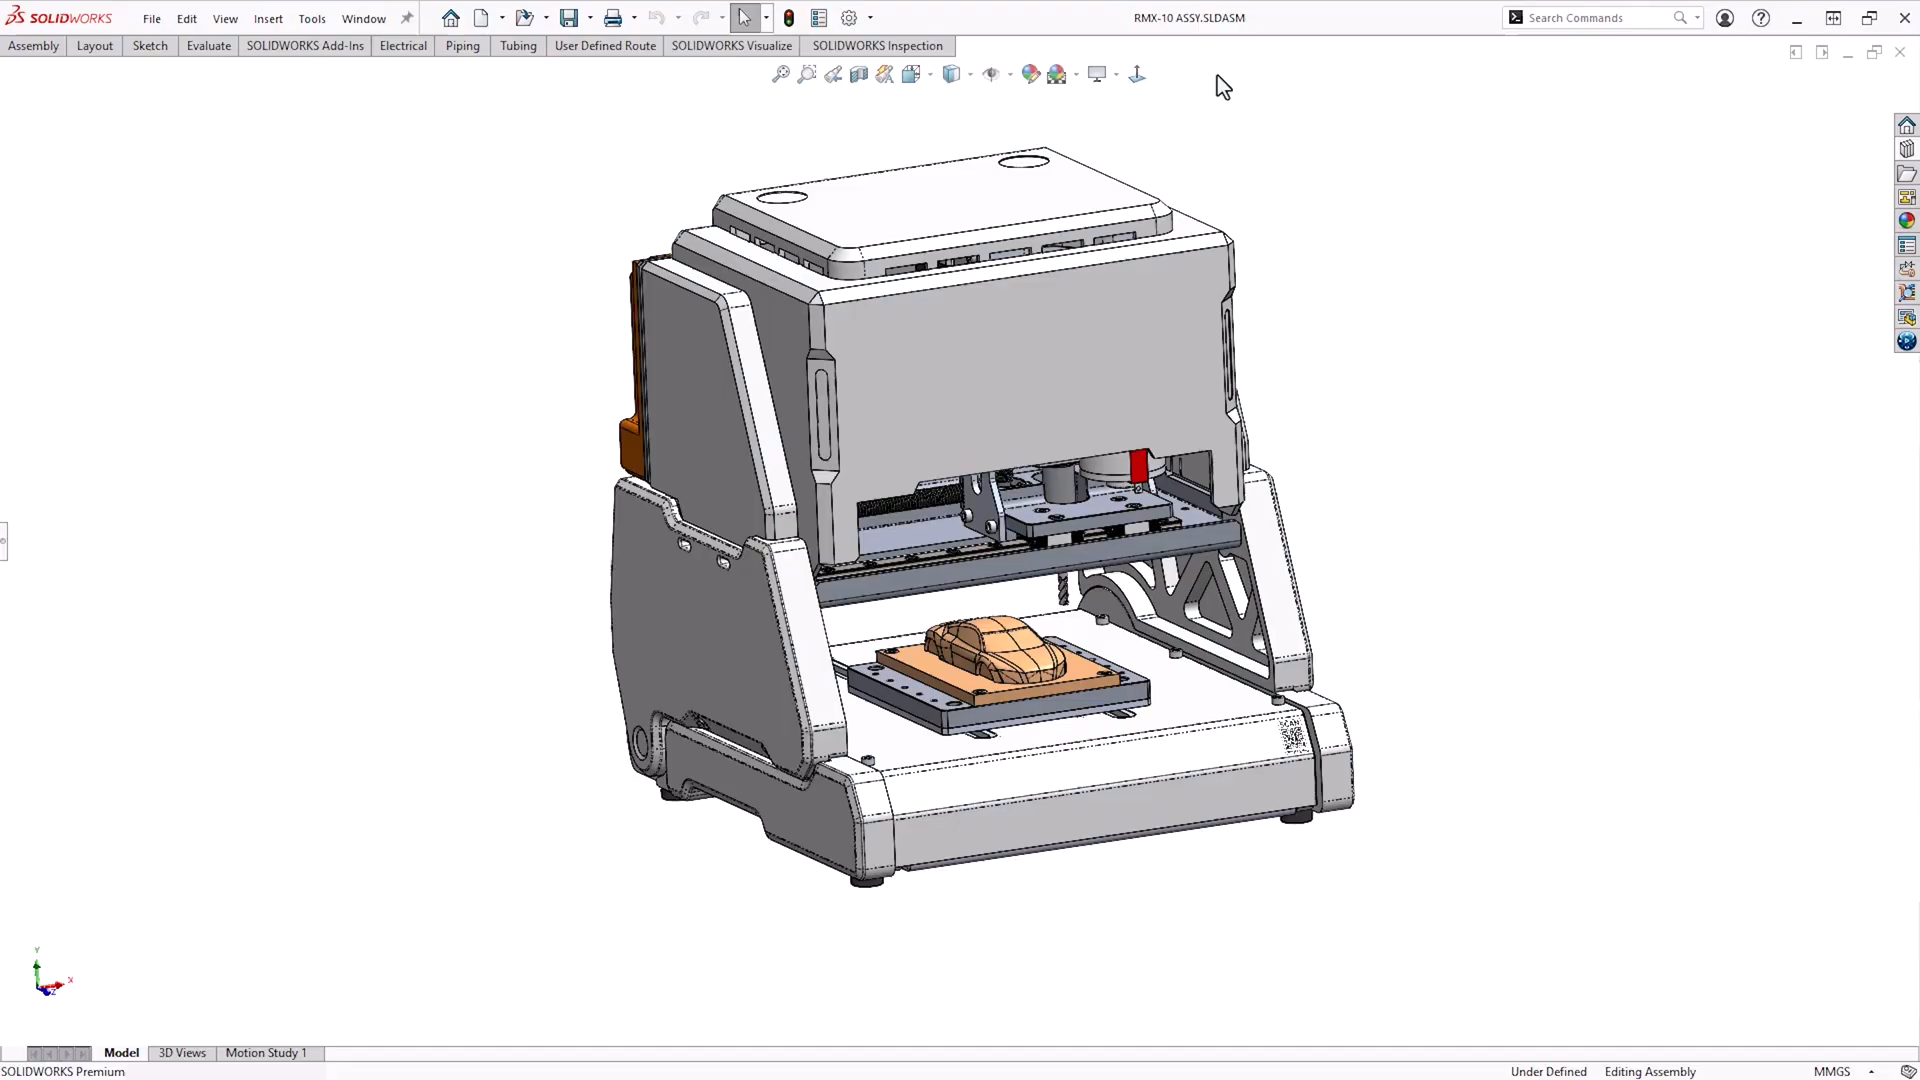 SOLIDWORKS File Edit View Insert Tools Window RMX-10 ASSY.SLDASM Search Commands
Assembly Layout Sketch Evaluate SOLIDWORKS Add-Ins Electrical Piping Tubing User Defined Route SOLIDWORKS Visualize SOLIDWORKS Inspection
SCAN
Y
X
Z
Model 3D Views Motion Study 1
SOLIDWORKS Premium Under Defined Editing Assembly MMGS